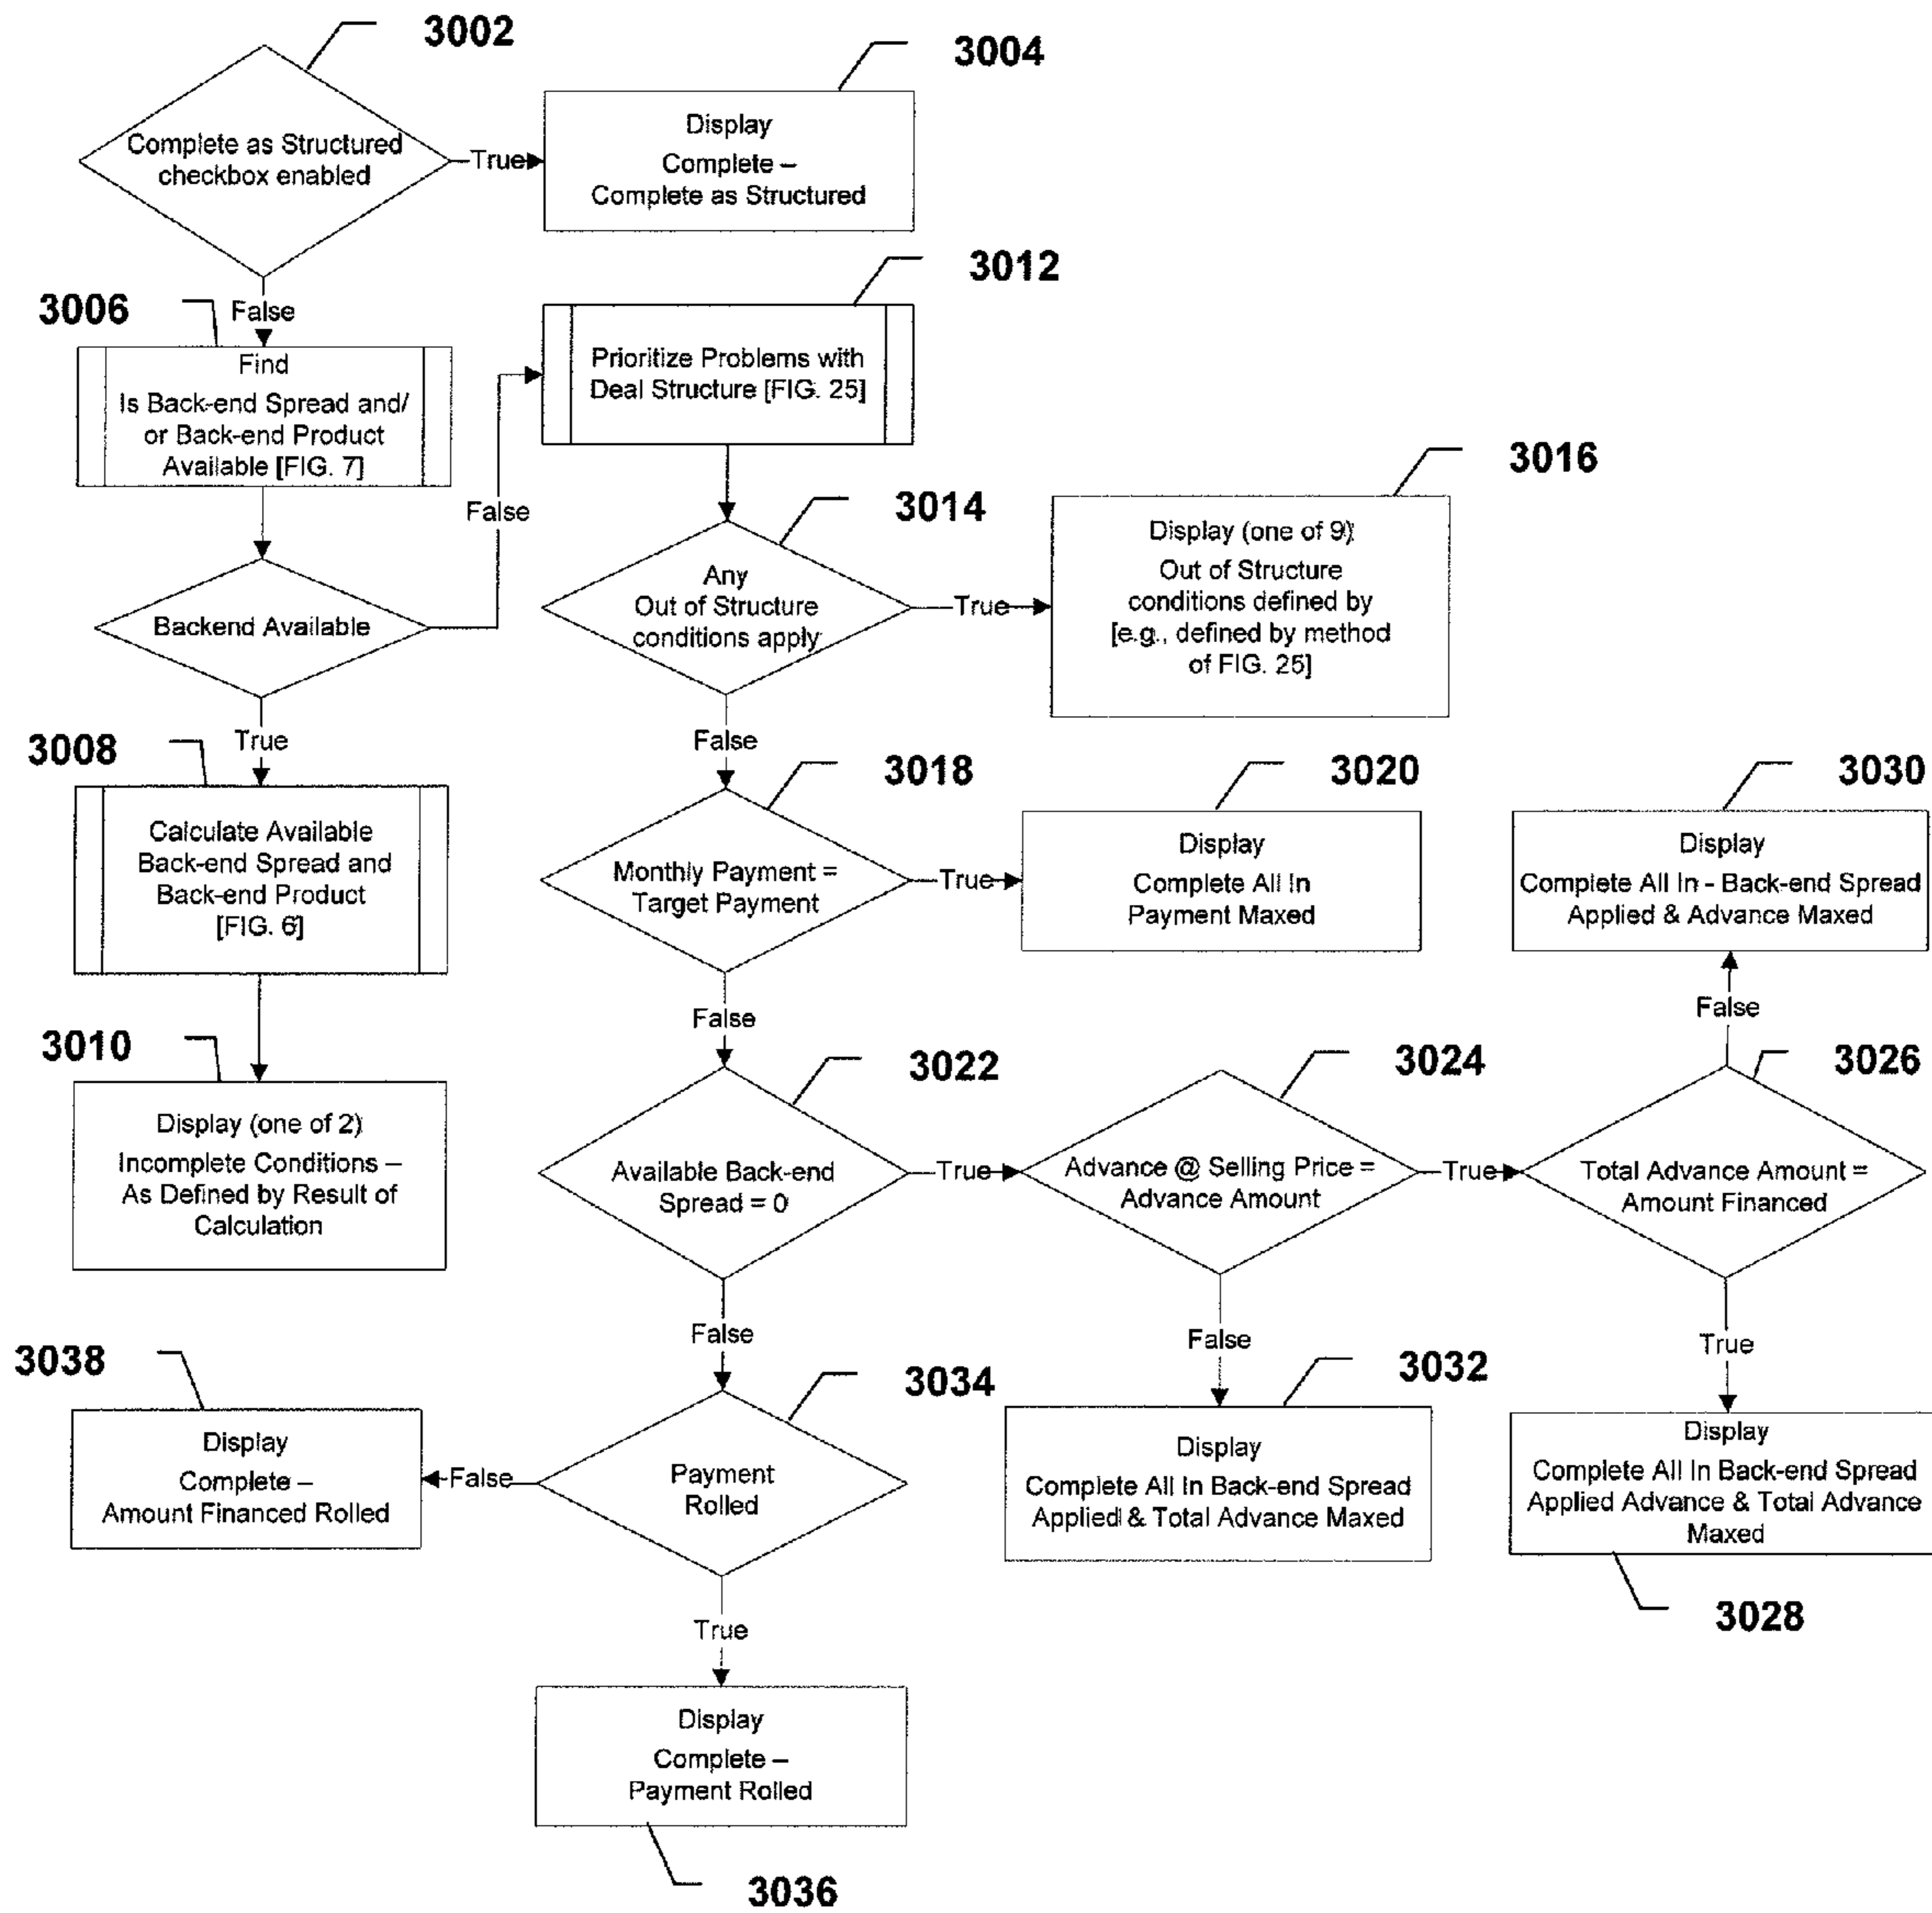 3002
Complete as Structured
checkbox enabled
True
3004
Display
Complete –
Complete as Structured
False
3006
Find
Is Back-end Spread and/
or Back-end Product
Available [FIG. 7]
Backend Available
False
True
3008
Calculate Available
Back-end Spread and
Back-end Product
[FIG. 6]
3010
Display (one of 2)
Incomplete Conditions –
As Defined by Result of
Calculation
3012
Prioritize Problems with
Deal Structure [FIG. 25]
3014
Any
Out of Structure
conditions apply
True
3016
Display (one of 9)
Out of Structure
conditions defined by
[e.g., defined by method
of FIG. 25]
False
3018
Monthly Payment =
Target Payment
True
3020
Display
Complete All In
Payment Maxed
False
3022
Available Back-end
Spread = 0
True
3024
Advance @ Selling Price =
Advance Amount
True
3026
Total Advance Amount =
Amount Financed
False
3030
Display
Complete All In - Back-end Spread
Applied & Advance Maxed
True
Display
Complete All In Back-end Spread
Applied Advance & Total Advance
Maxed
3028
False
3032
Display
Complete All In Back-end Spread
Applied & Total Advance Maxed
False
3034
Payment
Rolled
False
3038
Display
Complete –
Amount Financed Rolled
True
Display
Complete –
Payment Rolled
3036